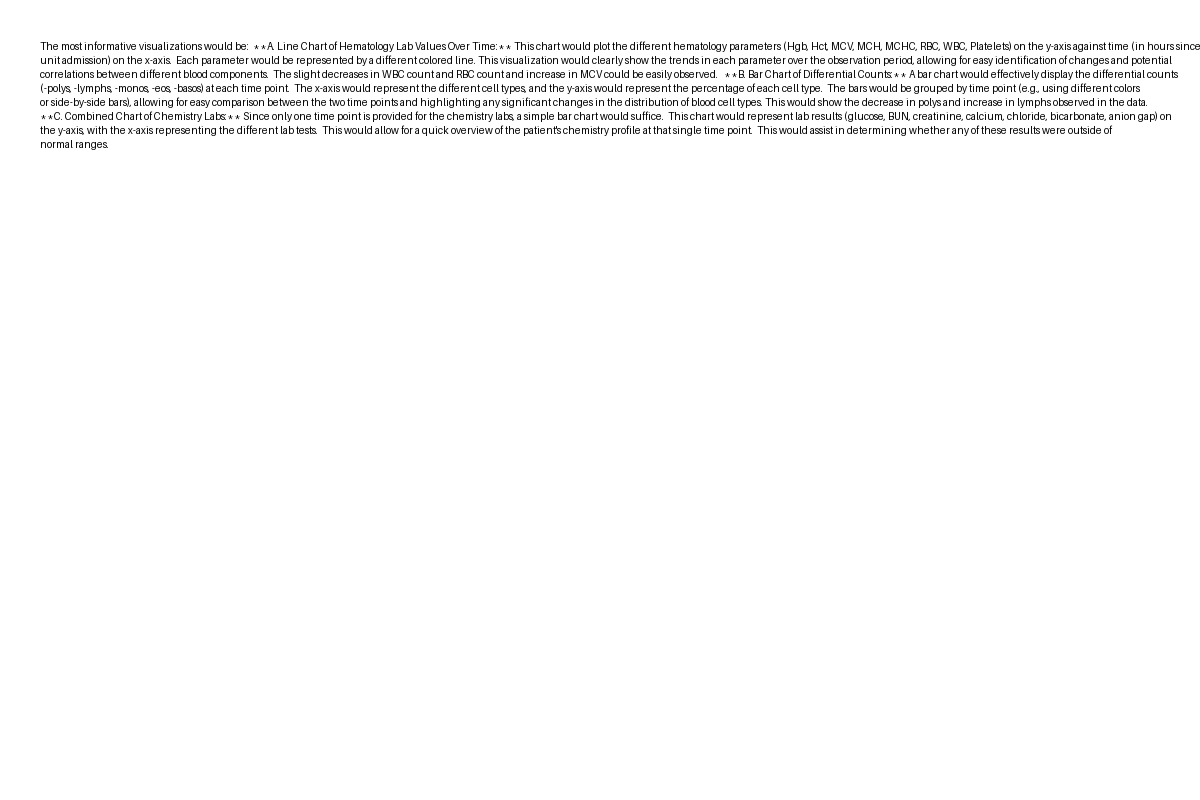 The most informative visualizations would be:  **A. Line Chart of Hematology Lab Values Over Time:** This chart would plot the different hematology parameters (Hgb, Hct, MCV, MCH, MCHC, RBC, WBC, Platelets) on the y-axis against time (in hours since
unit admission) on the x-axis.  Each parameter would be represented by a different colored line. This visualization would clearly show the trends in each parameter over the observation period, allowing for easy identification of changes and potential
correlations between different blood components.  The slight decreases in WBC count and RBC count and increase in MCV could be easily observed.   **B. Bar Chart of Differential Counts:** A bar chart would effectively display the differential counts
(-polys, -lymphs, -monos, -eos, -basos) at each time point.  The x-axis would represent the different cell types, and the y-axis would represent the percentage of each cell type.  The bars would be grouped by time point (e.g., using different colors
or side-by-side bars), allowing for easy comparison between the two time points and highlighting any significant changes in the distribution of blood cell types. This would show the decrease in polys and increase in lymphs observed in the data.
**C. Combined Chart of Chemistry Labs:** Since only one time point is provided for the chemistry labs, a simple bar chart would suffice.  This chart would represent lab results (glucose, BUN, creatinine, calcium, chloride, bicarbonate, anion gap) on
the y-axis, with the x-axis representing the different lab tests.  This would allow for a quick overview of the patient's chemistry profile at that single time point.  This would assist in determining whether any of these results were outside of
normal ranges.